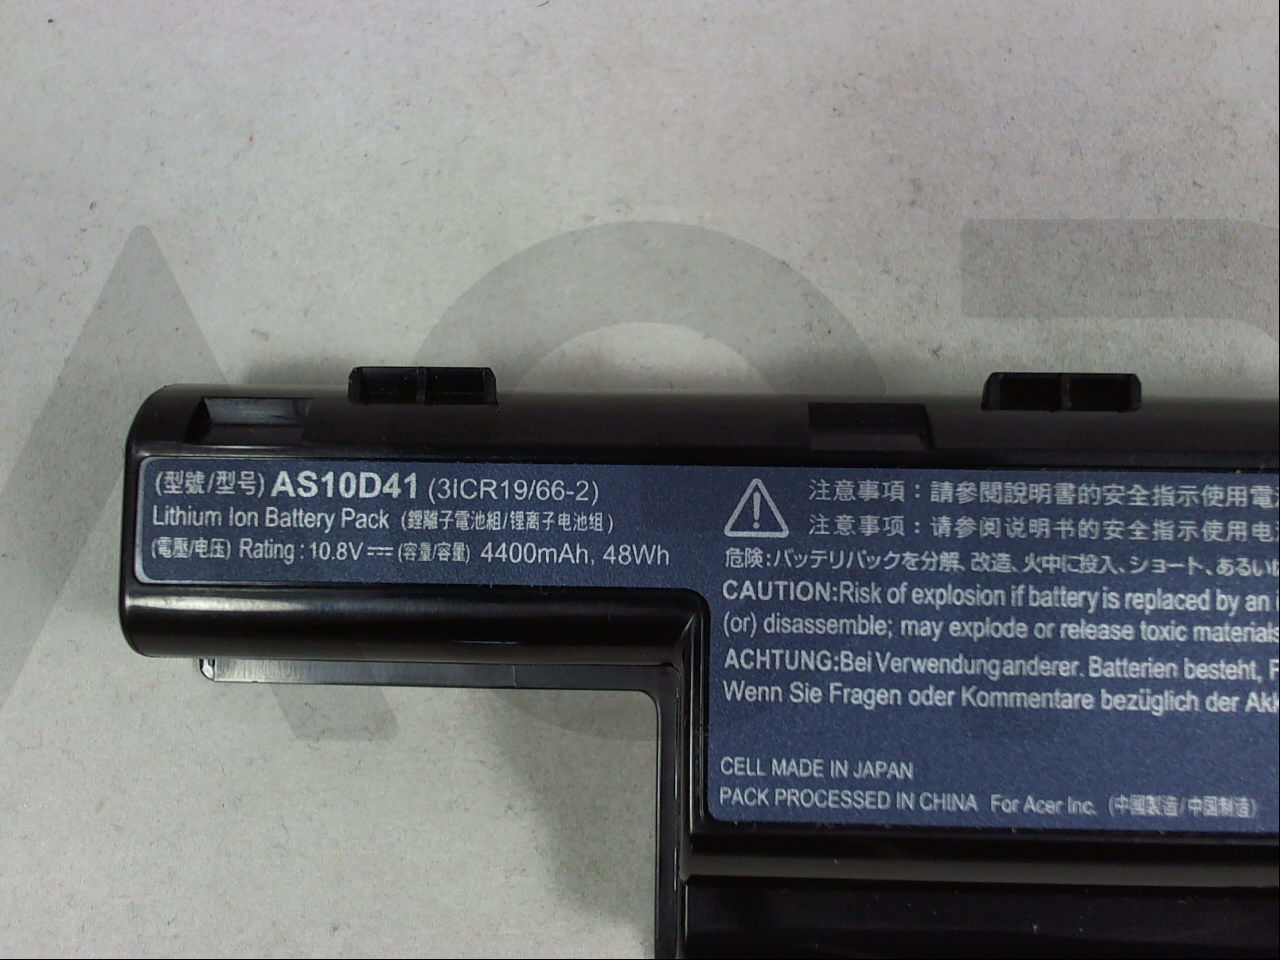 (型號/型号) AS10D41 (3ICR19/66-2)
Lithium Ion Battery Pack (鋰離子電池組/锂离子电池组)
(電壓/电压) Rating : 10.8V⎓(容量/容量) 4400mAh, 48Wh
注意事項：請參閱說明書的安全指示使用電
注意事项：请参阅说明书的安全指示使用电
危険:バッテリパックを分解、改造、火中に投入、ショート、あるいは
CAUTION:Risk of explosion if battery is replaced by an
(or) disassemble; may explode or release toxic materials
ACHTUNG:Bei Verwendung anderer. Batterien besteht,
Wenn Sie Fragen oder Kommentare bezüglich der Akk
CELL MADE IN JAPAN
PACK PROCESSED IN CHINA For Acer Inc. (中國製造/中国制造)